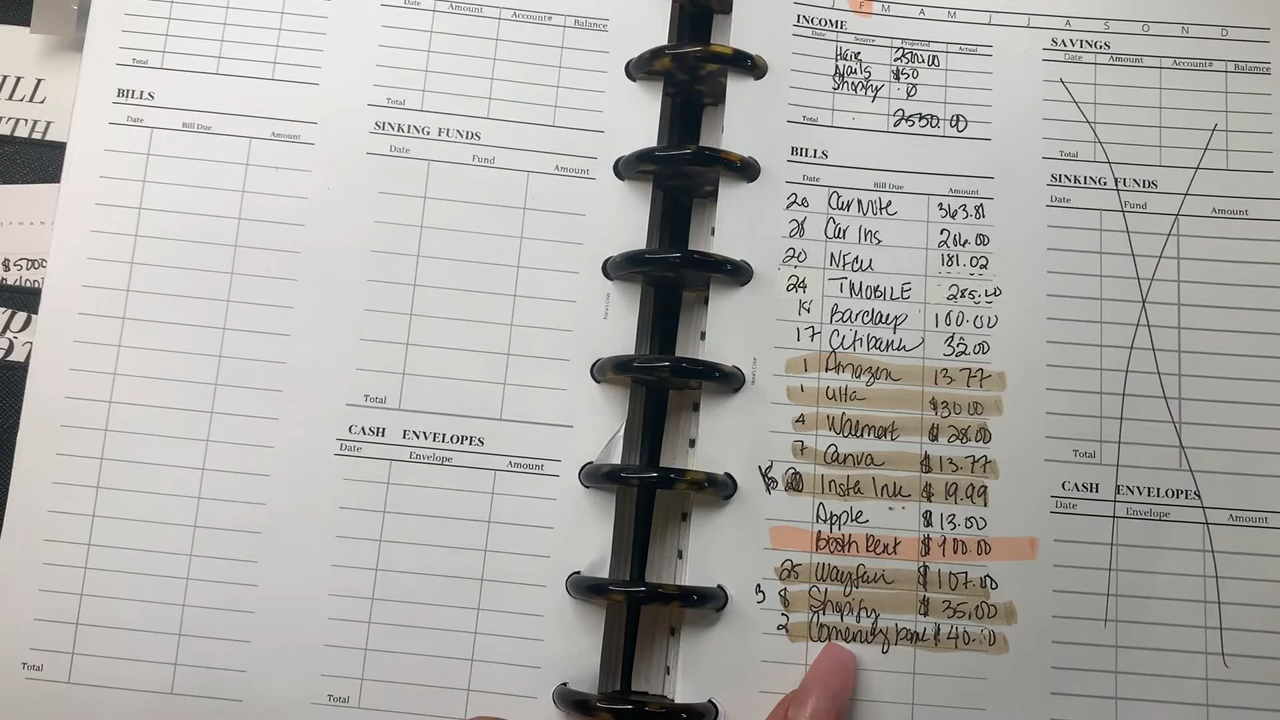 ILL
TH
$5000
Date Amount Account# Balance
Total
Total
BILLS
Date Bill Due Amount
Total
SINKING FUNDS
Date Fund Amount
Total
CASH ENVELOPES
Date Envelope Amount
Total
J F M A M J J A S O N D
INCOME
Date Source Projected Actual
Hair 2500.00
Nails $50
Shopify . 0
Total 2550.00
BILLS
Date Bill Due Amount
20 Car Note 363.81
28 Car Ins 206.00
20 NFCU 181.02
24 TMOBILE 285.00
Barclays 100.00
17 Citibank 32.00
1 Amazon 13.77
1 Ulta $30.00
4 Walmart $28.00
7 Canva $13.77
Insta Ink $19.99
Apple $13.00
Booth Rent $900.00
25 Wayfair $107.00
3 8 Shopify $35.00
2 Comenity bank $40.00
SAVINGS
Date Amount Account# Balance
Total
SINKING FUNDS
Date Fund Amount
Total
CASH ENVELOPES
Date Envelope Amount